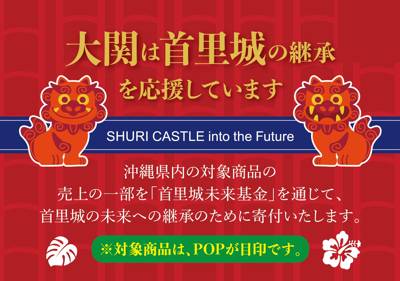 大関は首里城の継承
を応援しています
SHURI CASTLE into the Future
沖縄県内の対象商品の
売上の一部を「首里城未来基金」を通じて、
首里城の未来への継承のために寄付いたします。
※対象商品は、POPが目印です。